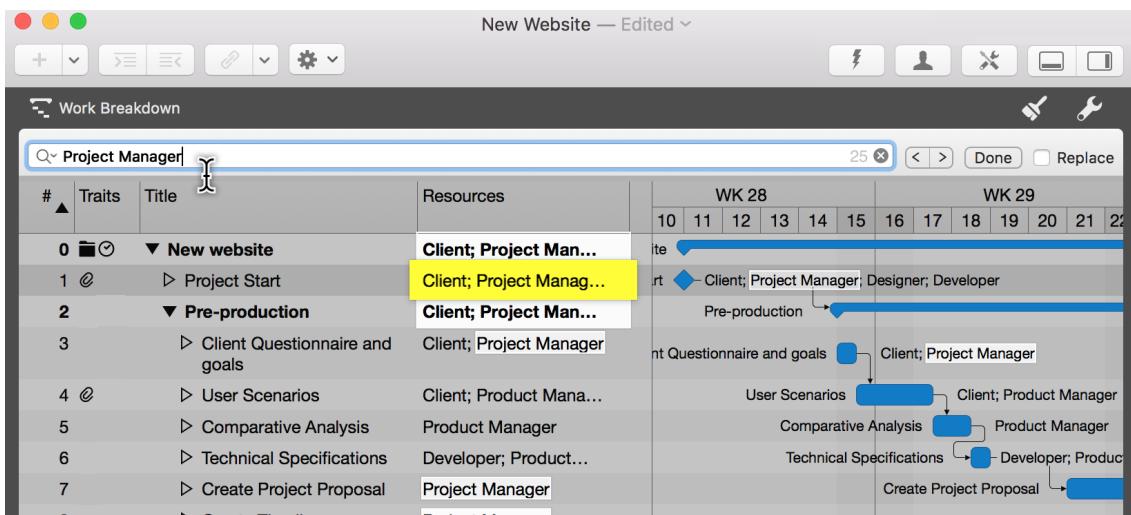 New Website — Edited
Work Breakdown
Project Manager 25 < > Done Replace
# Traits Title Resources WK 28 WK 29
10 11 12 13 14 15 16 17 18 19 20 21 22
0 New website Client; Project Man... ite
1 Project Start Client; Project Manag... rt Client; Project Manager; Designer; Developer
2 Pre-production Client; Project Man... Pre-production
3 Client Questionnaire and Client; Project Manager
goals nt Questionnaire and goals Client; Project Manager
4 User Scenarios Client; Product Mana... User Scenarios Client; Product Manager
5 Comparative Analysis Product Manager Comparative Analysis Product Manager
6 Technical Specifications Developer; Product... Technical Specifications Developer; Produc
7 Create Project Proposal Project Manager Create Project Proposal